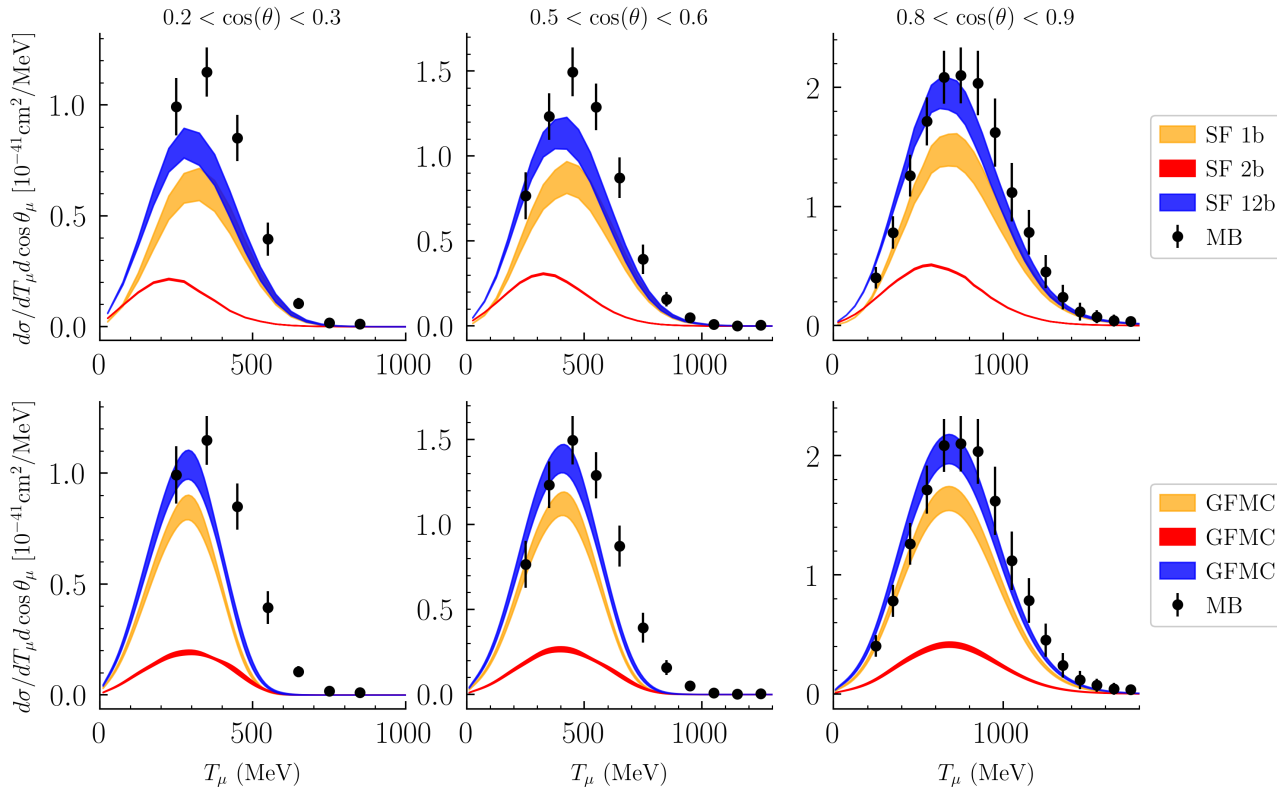 0.2 < cos(θ) < 0.3
0.5 < cos(θ) < 0.6
0.8 < cos(θ) < 0.9
dσ/dT_μ d cos θ_μ [10^{-41}cm^2/MeV]
1.0
0.5
0.0
0 500 1000
1.5
1.0
0.5
0.0
0 500 1000
2
1
0
0 1000
SF 1b
SF 2b
SF 12b
MB
dσ/dT_μ d cos θ_μ [10^{-41}cm^2/MeV]
1.0
0.5
0.0
0 500 1000
T_μ (MeV)
1.5
1.0
0.5
0.0
0 500 1000
T_μ (MeV)
2
1
0
0 1000
T_μ (MeV)
GFMC
GFMC
GFMC
MB